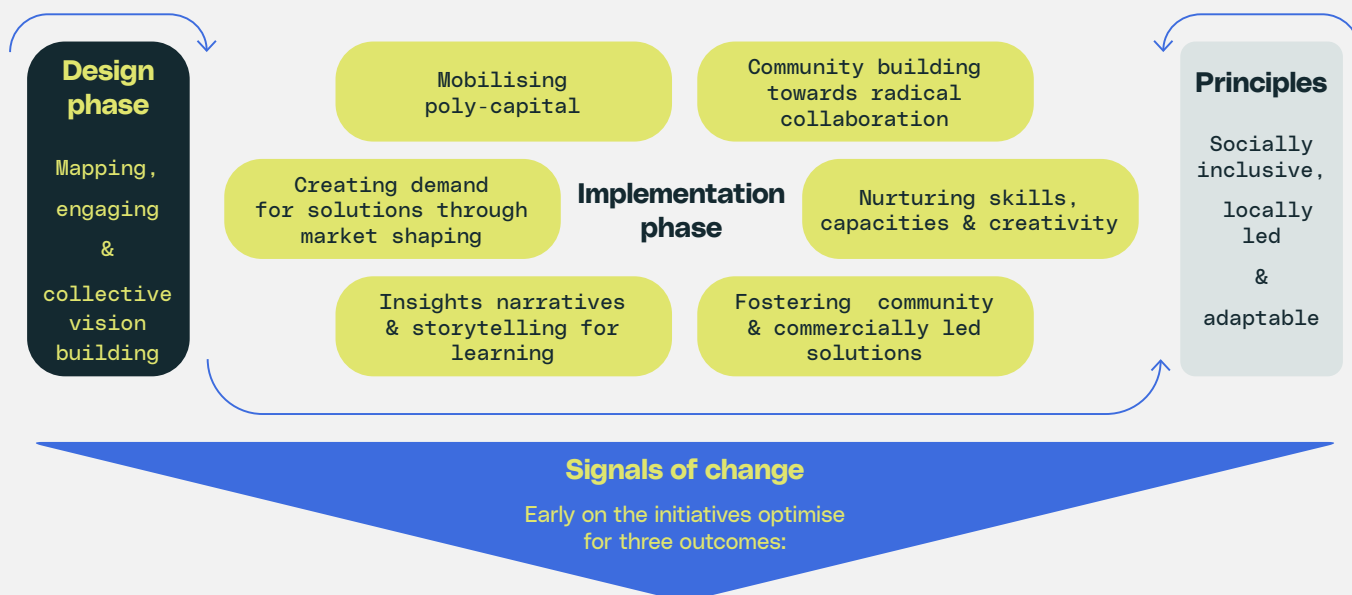 Design
phase
Mapping,
engaging
&
collective
vision
building
Mobilising
poly-capital
Community building
towards radical
collaboration
Creating demand
for solutions through
market shaping
Implementation
phase
Nurturing skills,
capacities & creativity
Insights narratives
& storytelling for
learning
Fostering  community
& commercially led
solutions
Principles
Socially
inclusive,
locally
led
&
adaptable
Signals of change
Early on the initiatives optimise
for three outcomes: